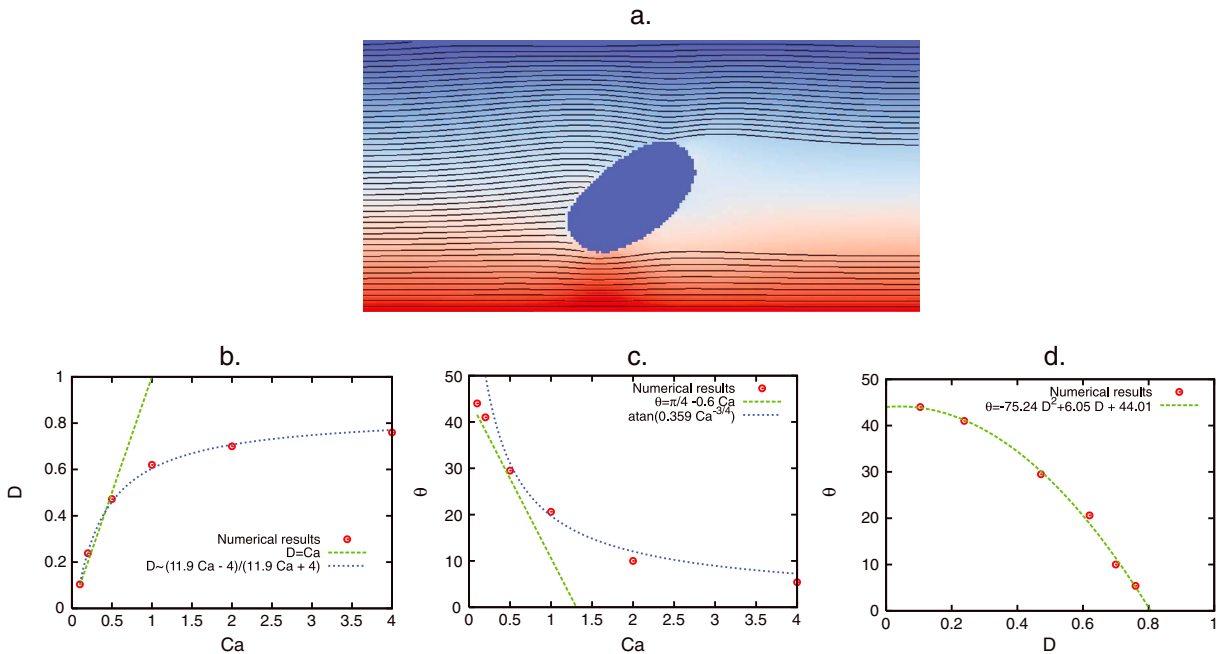 a.
b.
1
0.8
0.6
0.4
0.2
0
D
Numerical results
D=Ca
D~(11.9 Ca - 4)/(11.9 Ca + 4)
0 0.5 1 1.5 2 2.5 3 3.5 4
Ca
c.
50
40
30
20
10
0
θ
Numerical results
θ=π/4 -0.6 Ca
atan(0.359 Ca^-3/4)
0 0.5 1 1.5 2 2.5 3 3.5 4
Ca
d.
50
40
30
20
10
0
θ
Numerical results
θ=-75.24 D^2+6.05 D + 44.01
0 0.2 0.4 0.6 0.8 1
D